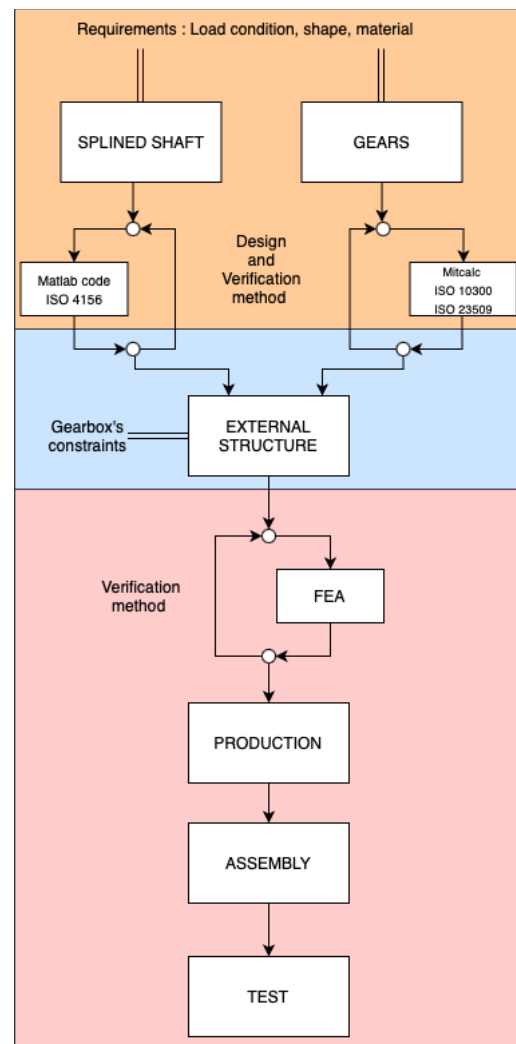 Requirements : Load condition, shape, material
SPLINED SHAFT
GEARS
Design
and
Verification
method
Matlab code
ISO 4156
Mitcalc
ISO 10300
ISO 23509
Gearbox's
constraints
EXTERNAL
STRUCTURE
Verification
method
FEA
PRODUCTION
ASSEMBLY
TEST